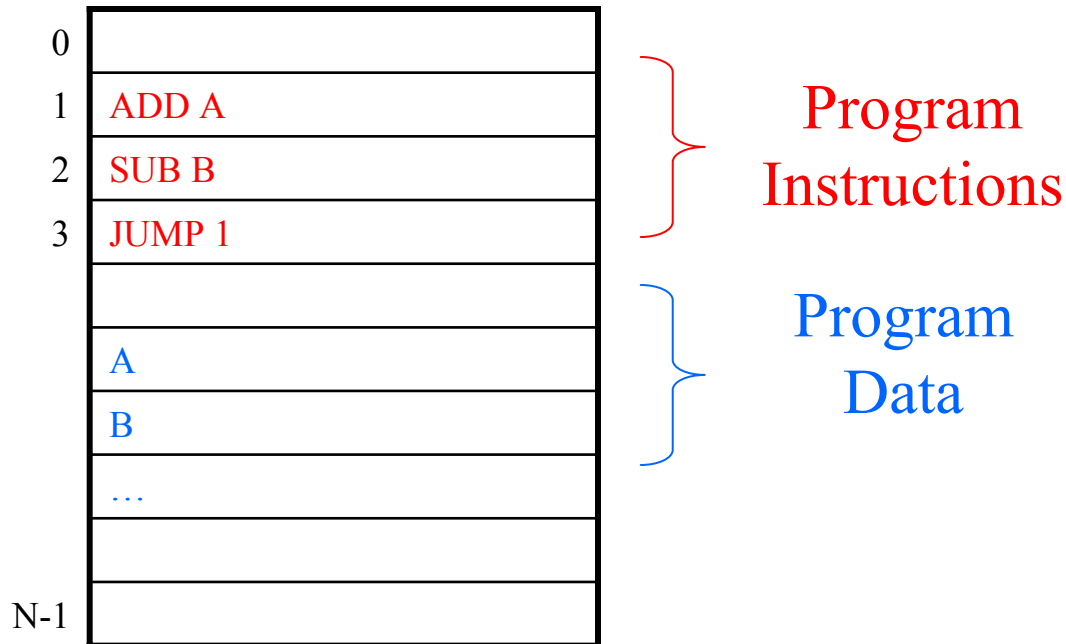 0
1 ADD A
2 SUB B
3 JUMP 1
A
B
…
N-1
Program
Instructions
Program
Data